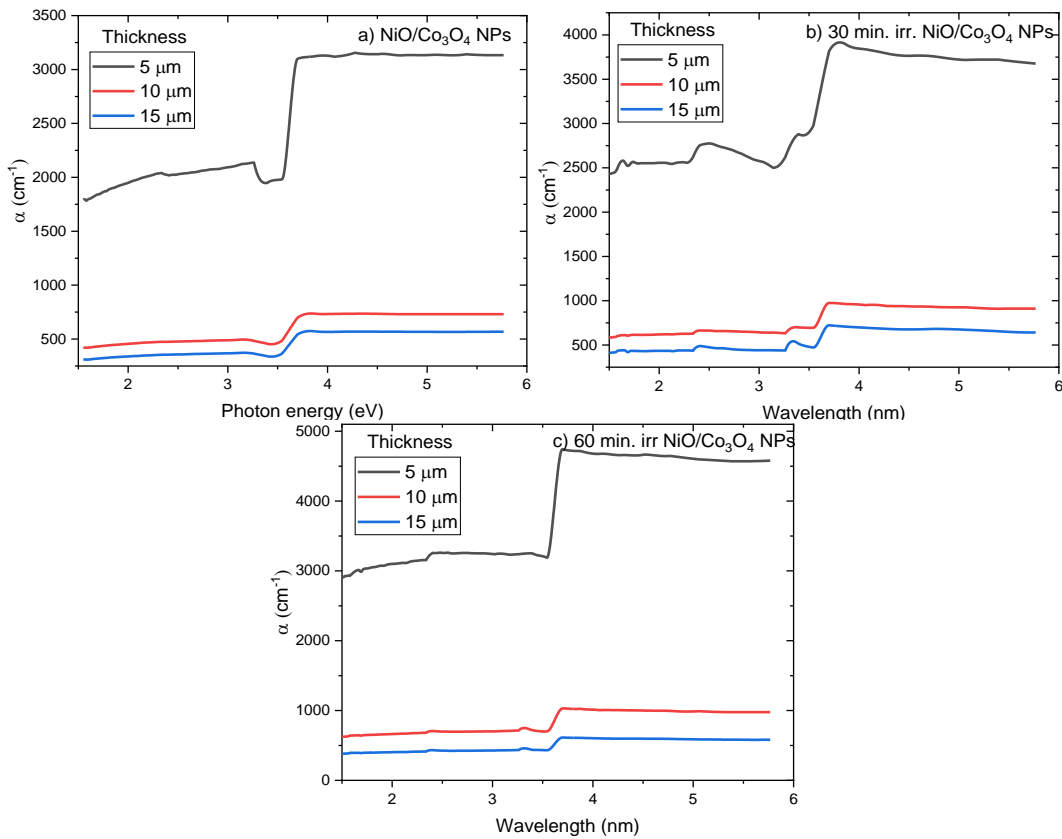 a) NiO/Co₃O₄ NPs
Thickness
5 μm
10 μm
15 μm
α (cm⁻¹)
3500
3000
2500
2000
1750
1000
500
2
3
4
5
6
Photon energy (eV)
b) 30 min. irr. NiO/Co₃O₄ NPs
Thickness
5 μm
10 μm
15 μm
α (cm⁻¹)
4000
3500
3000
2500
2000
1500
1000
500
2
3
4
5
6
Wavelength (nm)
c) 60 min. irr NiO/Co₃O₄ NPs
Thickness
5 μm
10 μm
15 μm
α (cm⁻¹)
5000
4000
3000
2000
1000
0
2
3
4
5
6
Wavelength (nm)